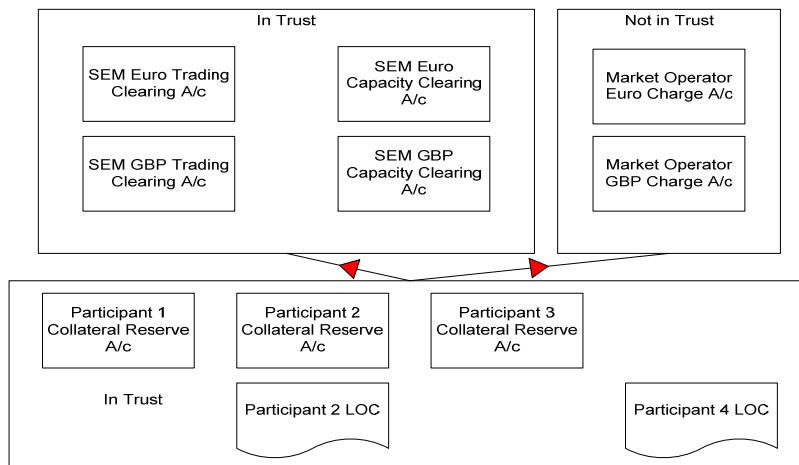 In Trust
SEM Euro Trading
Clearing A/c
SEM Euro
Capacity Clearing
A/c
SEM GBP Trading
Clearing A/c
SEM GBP
Capacity Clearing
A/c
Not in Trust
Market Operator
Euro Charge A/c
Market Operator
GBP Charge A/c
Participant 1
Collateral Reserve
A/c
Participant 2
Collateral Reserve
A/c
Participant 3
Collateral Reserve
A/c
In Trust
Participant 2 LOC
Participant 4 LOC